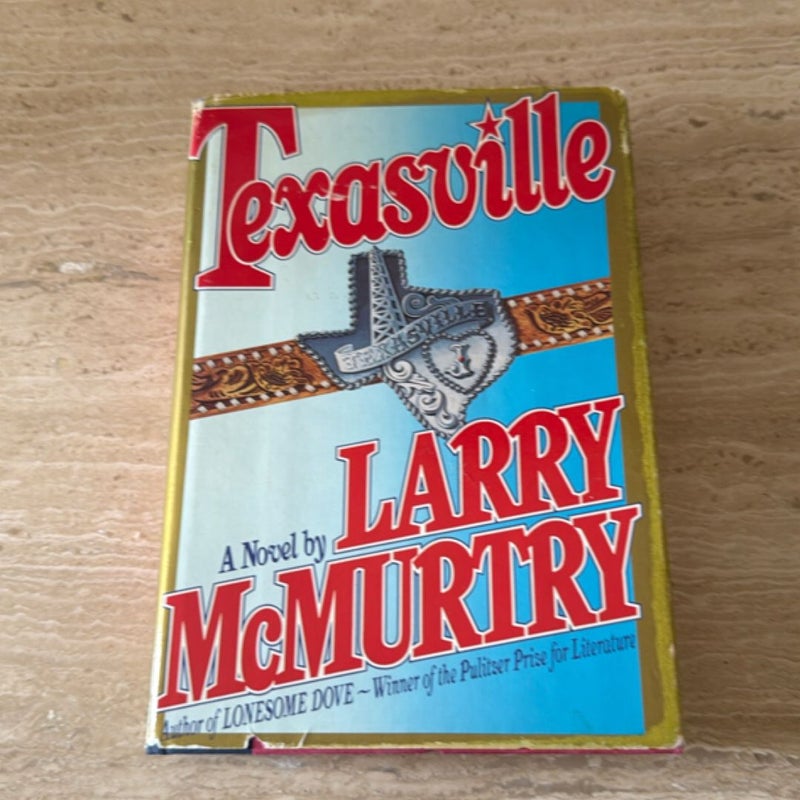 Texasville
TEXASVILLE
A Novel by LARRY
McMURTRY
Author of LONESOME DOVE ~ Winner of the Pulitzer Prize for Literature